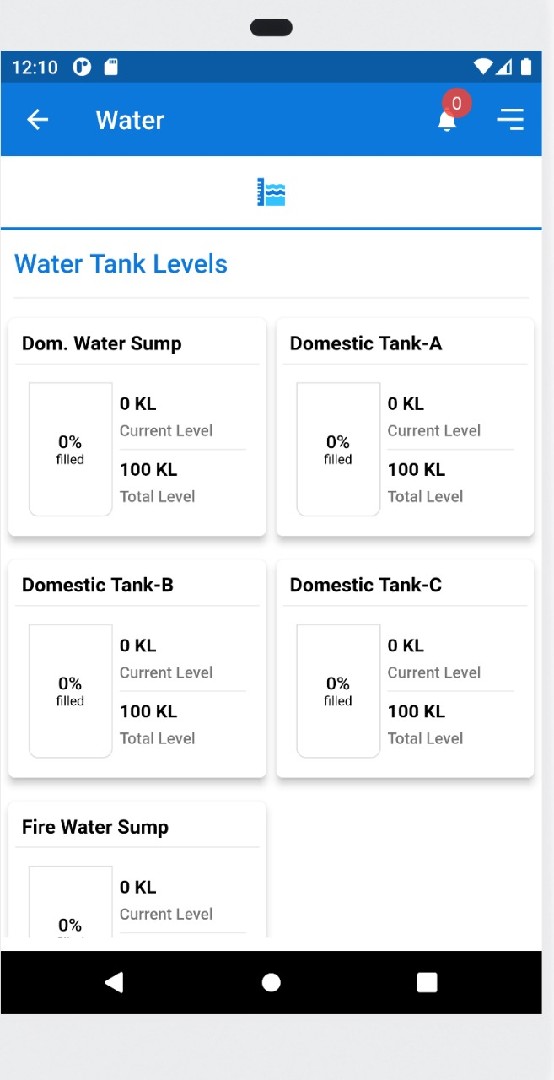 12:10
0
Water
Water Tank Levels
Dom. Water Sump
0%
filled
0 KL
Current Level
100 KL
Total Level
Domestic Tank-A
0%
filled
0 KL
Current Level
100 KL
Total Level
Domestic Tank-B
0%
filled
0 KL
Current Level
100 KL
Total Level
Domestic Tank-C
0%
filled
0 KL
Current Level
100 KL
Total Level
Fire Water Sump
0%
0 KL
Current Level